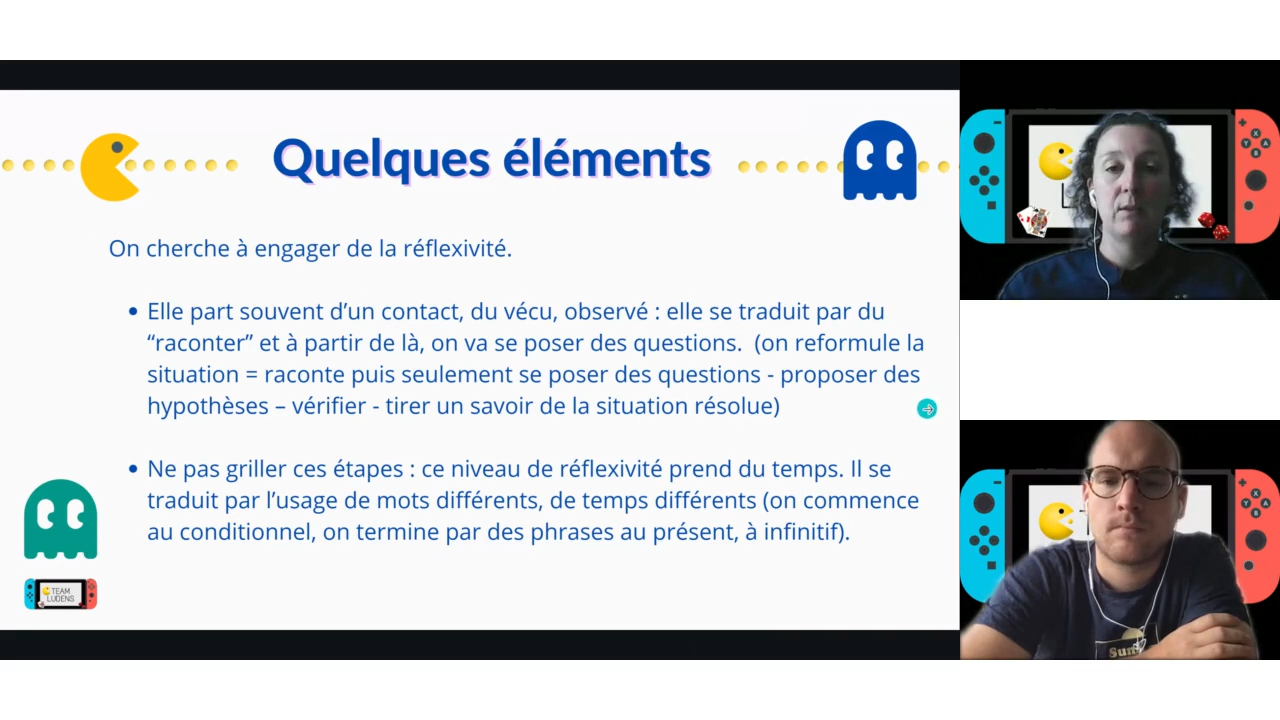 Quelques éléments
On cherche à engager de la réflexivité.
• Elle part souvent d’un contact, du vécu, observé : elle se traduit par du
“raconter” et à partir de là, on va se poser des questions.  (on reformule la
situation = raconte puis seulement se poser des questions - proposer des
hypothèses – vérifier - tirer un savoir de la situation résolue)
• Ne pas griller ces étapes : ce niveau de réflexivité prend du temps. Il se
traduit par l’usage de mots différents, de temps différents (on commence
au conditionnel, on termine par des phrases au présent, à infinitif).
TEAM
LUDENS
X
Y
A
B
X
Y
A
B